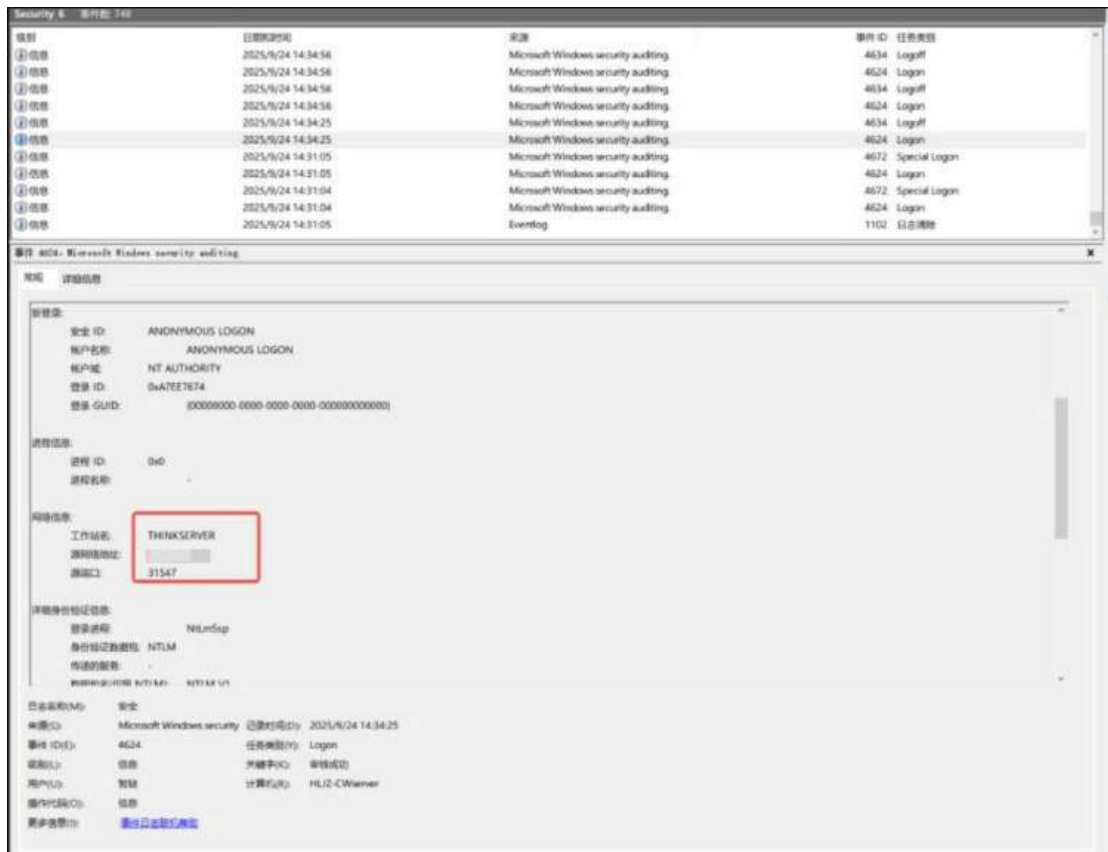 Security 6 事件数: 746
级别 日期和时间 来源 事件 ID 任务类别
信息 2025/9/24 14:34:56 Microsoft Windows security auditing. 4634 Logoff
信息 2025/9/24 14:34:56 Microsoft Windows security auditing. 4624 Logon
信息 2025/9/24 14:34:56 Microsoft Windows security auditing. 4634 Logoff
信息 2025/9/24 14:34:56 Microsoft Windows security auditing. 4624 Logon
信息 2025/9/24 14:34:25 Microsoft Windows security auditing. 4634 Logoff
信息 2025/9/24 14:34:25 Microsoft Windows security auditing. 4624 Logon
信息 2025/9/24 14:31:05 Microsoft Windows security auditing. 4672 Special Logon
信息 2025/9/24 14:31:05 Microsoft Windows security auditing. 4624 Logon
信息 2025/9/24 14:31:04 Microsoft Windows security auditing. 4672 Special Logon
信息 2025/9/24 14:31:04 Microsoft Windows security auditing. 4624 Logon
信息 2025/9/24 14:31:05 Eventlog 1102 日志清除
事件 4624, Microsoft Windows security auditing
常规 详细信息
新登录:
安全 ID: ANONYMOUS LOGON
帐户名称: ANONYMOUS LOGON
帐户域: NT AUTHORITY
登录 ID: 0xA7EE7674
登录 GUID: {00000000-0000-0000-0000-000000000000}
进程信息:
进程 ID: 0x0
进程名称: -
网络信息:
工作站名: THINKSERVER
源网络地址:
源端口: 31547
详细身份验证信息:
登录进程: NtLmSsp
身份验证数据包: NTLM
传递的服务: -
数据包名(仅限 NTLM): NTLM V1
日志名称(M): 安全
来源(S): Microsoft Windows security 记录时间(D): 2025/9/24 14:34:25
事件 ID(E): 4624 任务类别(Y): Logon
级别(L): 信息 关键字(K): 审核成功
用户(U): 暂缺 计算机(R): HLJZ-CWserver
操作代码(O): 信息
更多信息(I): 事件日志联机帮助